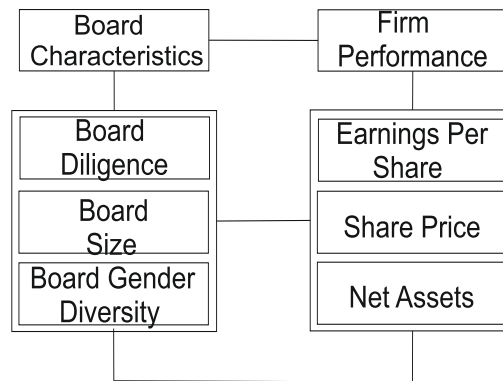 Board
Characteristics
Firm
Performance
Board
Diligence
Board
Size
Board Gender
Diversity
Earnings Per
Share
Share Price
Net Assets